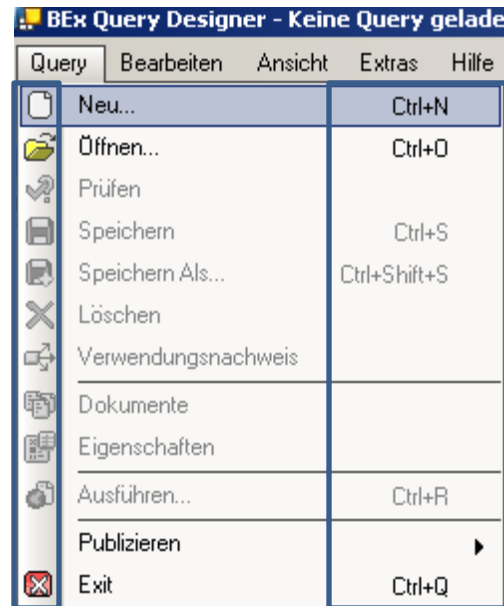 BEx Query Designer - Keine Query gelade
Query Bearbeiten Ansicht Extras Hilfe
Neu... Ctrl+N
Öffnen... Ctrl+O
Prüfen
Speichern Ctrl+S
Speichern Als... Ctrl+Shift+S
Löschen
Verwendungsnachweis
Dokumente
Eigenschaften
Ausführen... Ctrl+R
Publizieren
Exit Ctrl+Q